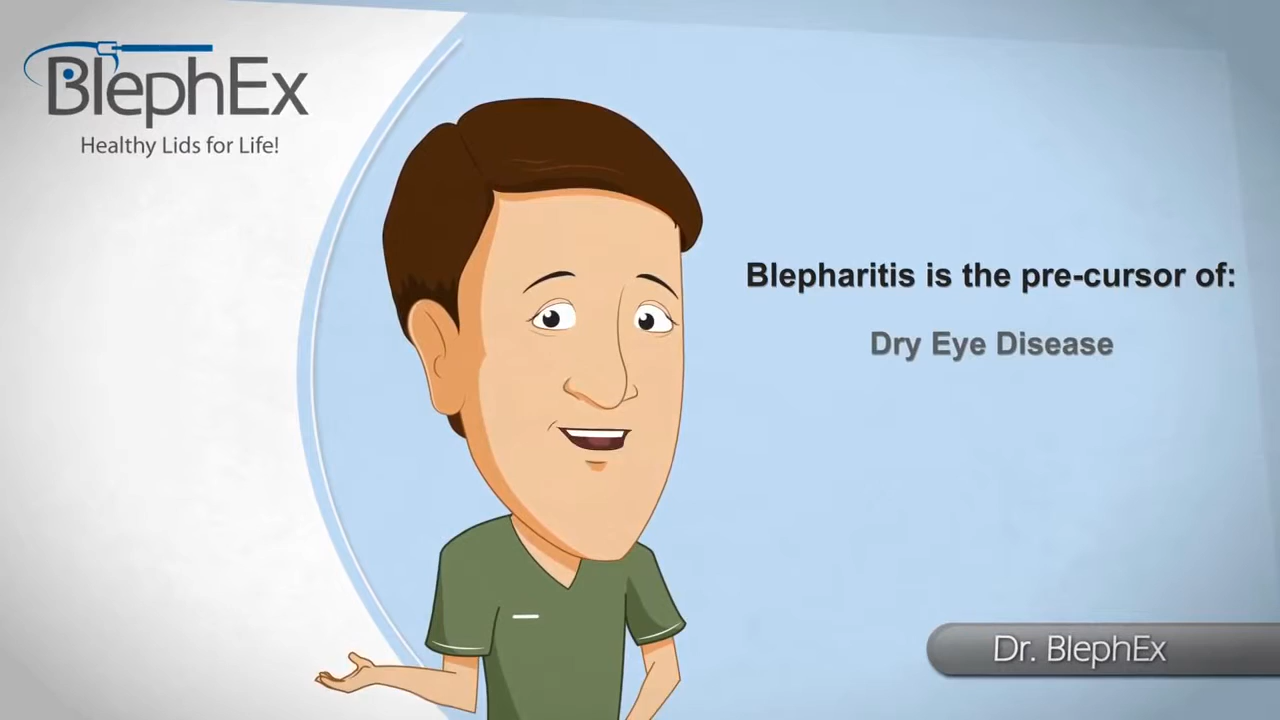 BlephEx
Healthy Lids for Life!
Blepharitis is the pre-cursor of:
Dry Eye Disease
Dr. BlephEx